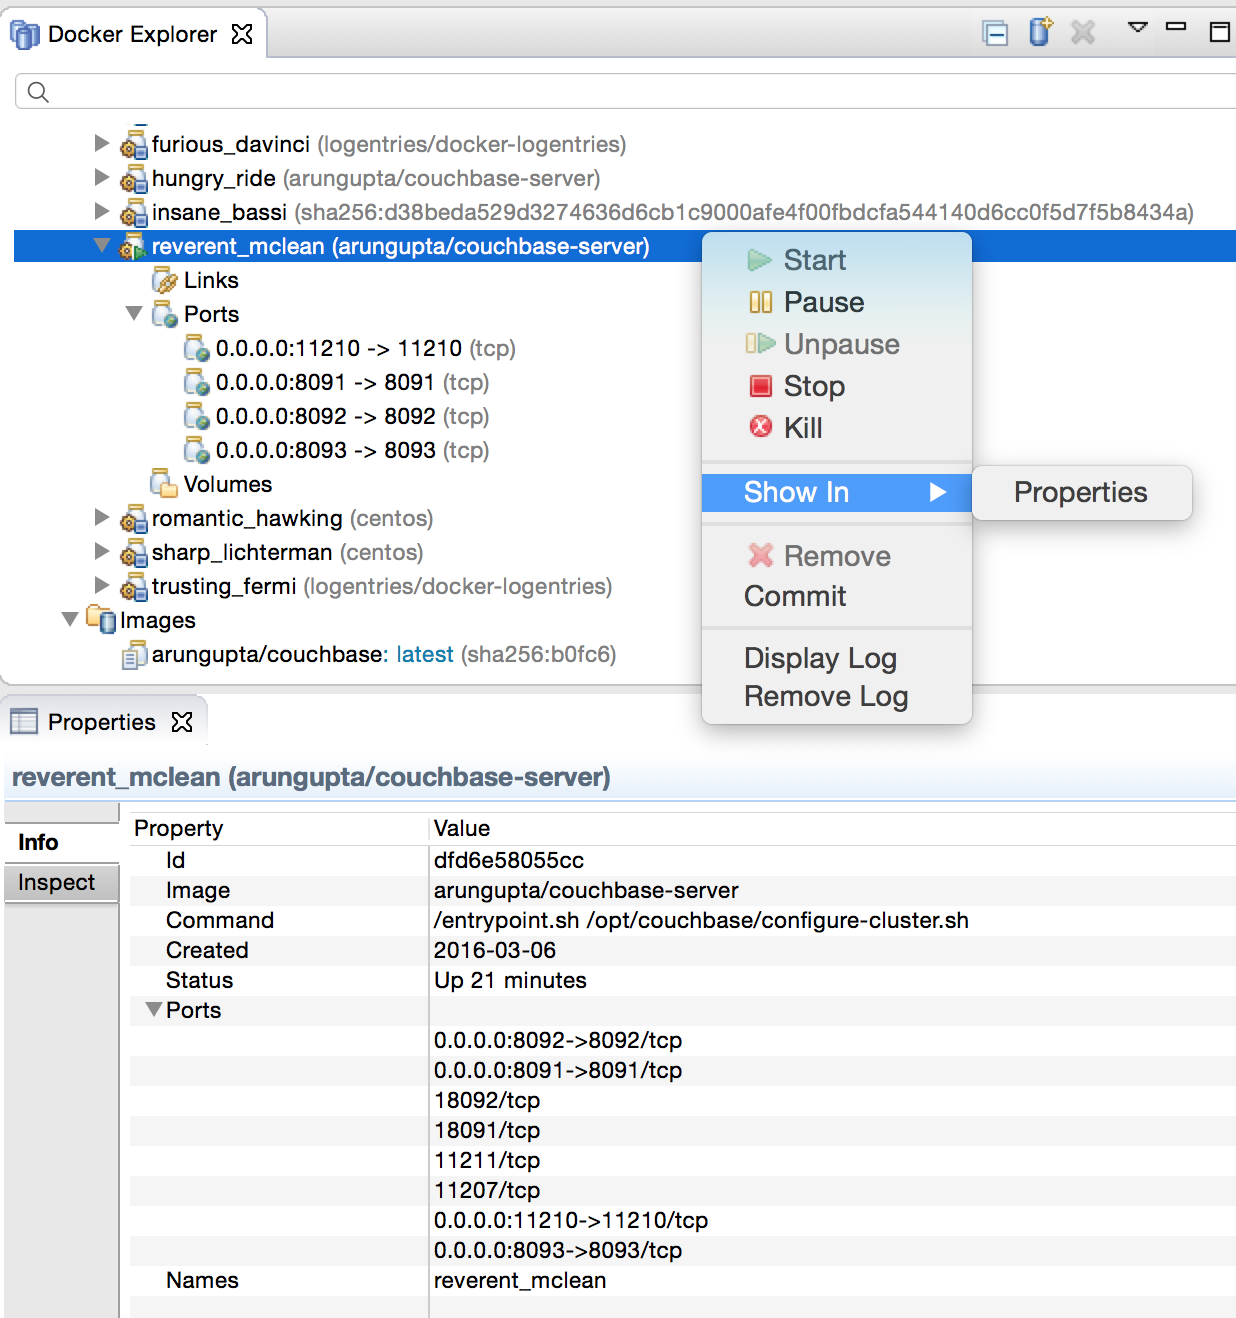 Docker Explorer
furious_davinci (logentries/docker-logentries)
hungry_ride (arungupta/couchbase-server)
insane_bassi (sha256:d38beda529d3274636d6cb1c9000afe4f00fbdcfa544140d6cc0f5d7f5b8434a)
reverent_mclean (arungupta/couchbase-server)
Links
Ports
0.0.0.0:11210 -> 11210 (tcp)
0.0.0.0:8091 -> 8091 (tcp)
0.0.0.0:8092 -> 8092 (tcp)
0.0.0.0:8093 -> 8093 (tcp)
Volumes
romantic_hawking (centos)
sharp_lichterman (centos)
trusting_fermi (logentries/docker-logentries)
Images
arungupta/couchbase: latest (sha256:b0fc6)
Start
Pause
Unpause
Stop
Kill
Show In
Properties
Remove
Commit
Display Log
Remove Log
Properties
reverent_mclean (arungupta/couchbase-server)
Info
Inspect
Property Value
Id dfd6e58055cc
Image arungupta/couchbase-server
Command /entrypoint.sh /opt/couchbase/configure-cluster.sh
Created 2016-03-06
Status Up 21 minutes
Ports
0.0.0.0:8092->8092/tcp
0.0.0.0:8091->8091/tcp
18092/tcp
18091/tcp
11211/tcp
11207/tcp
0.0.0.0:11210->11210/tcp
0.0.0.0:8093->8093/tcp
Names reverent_mclean